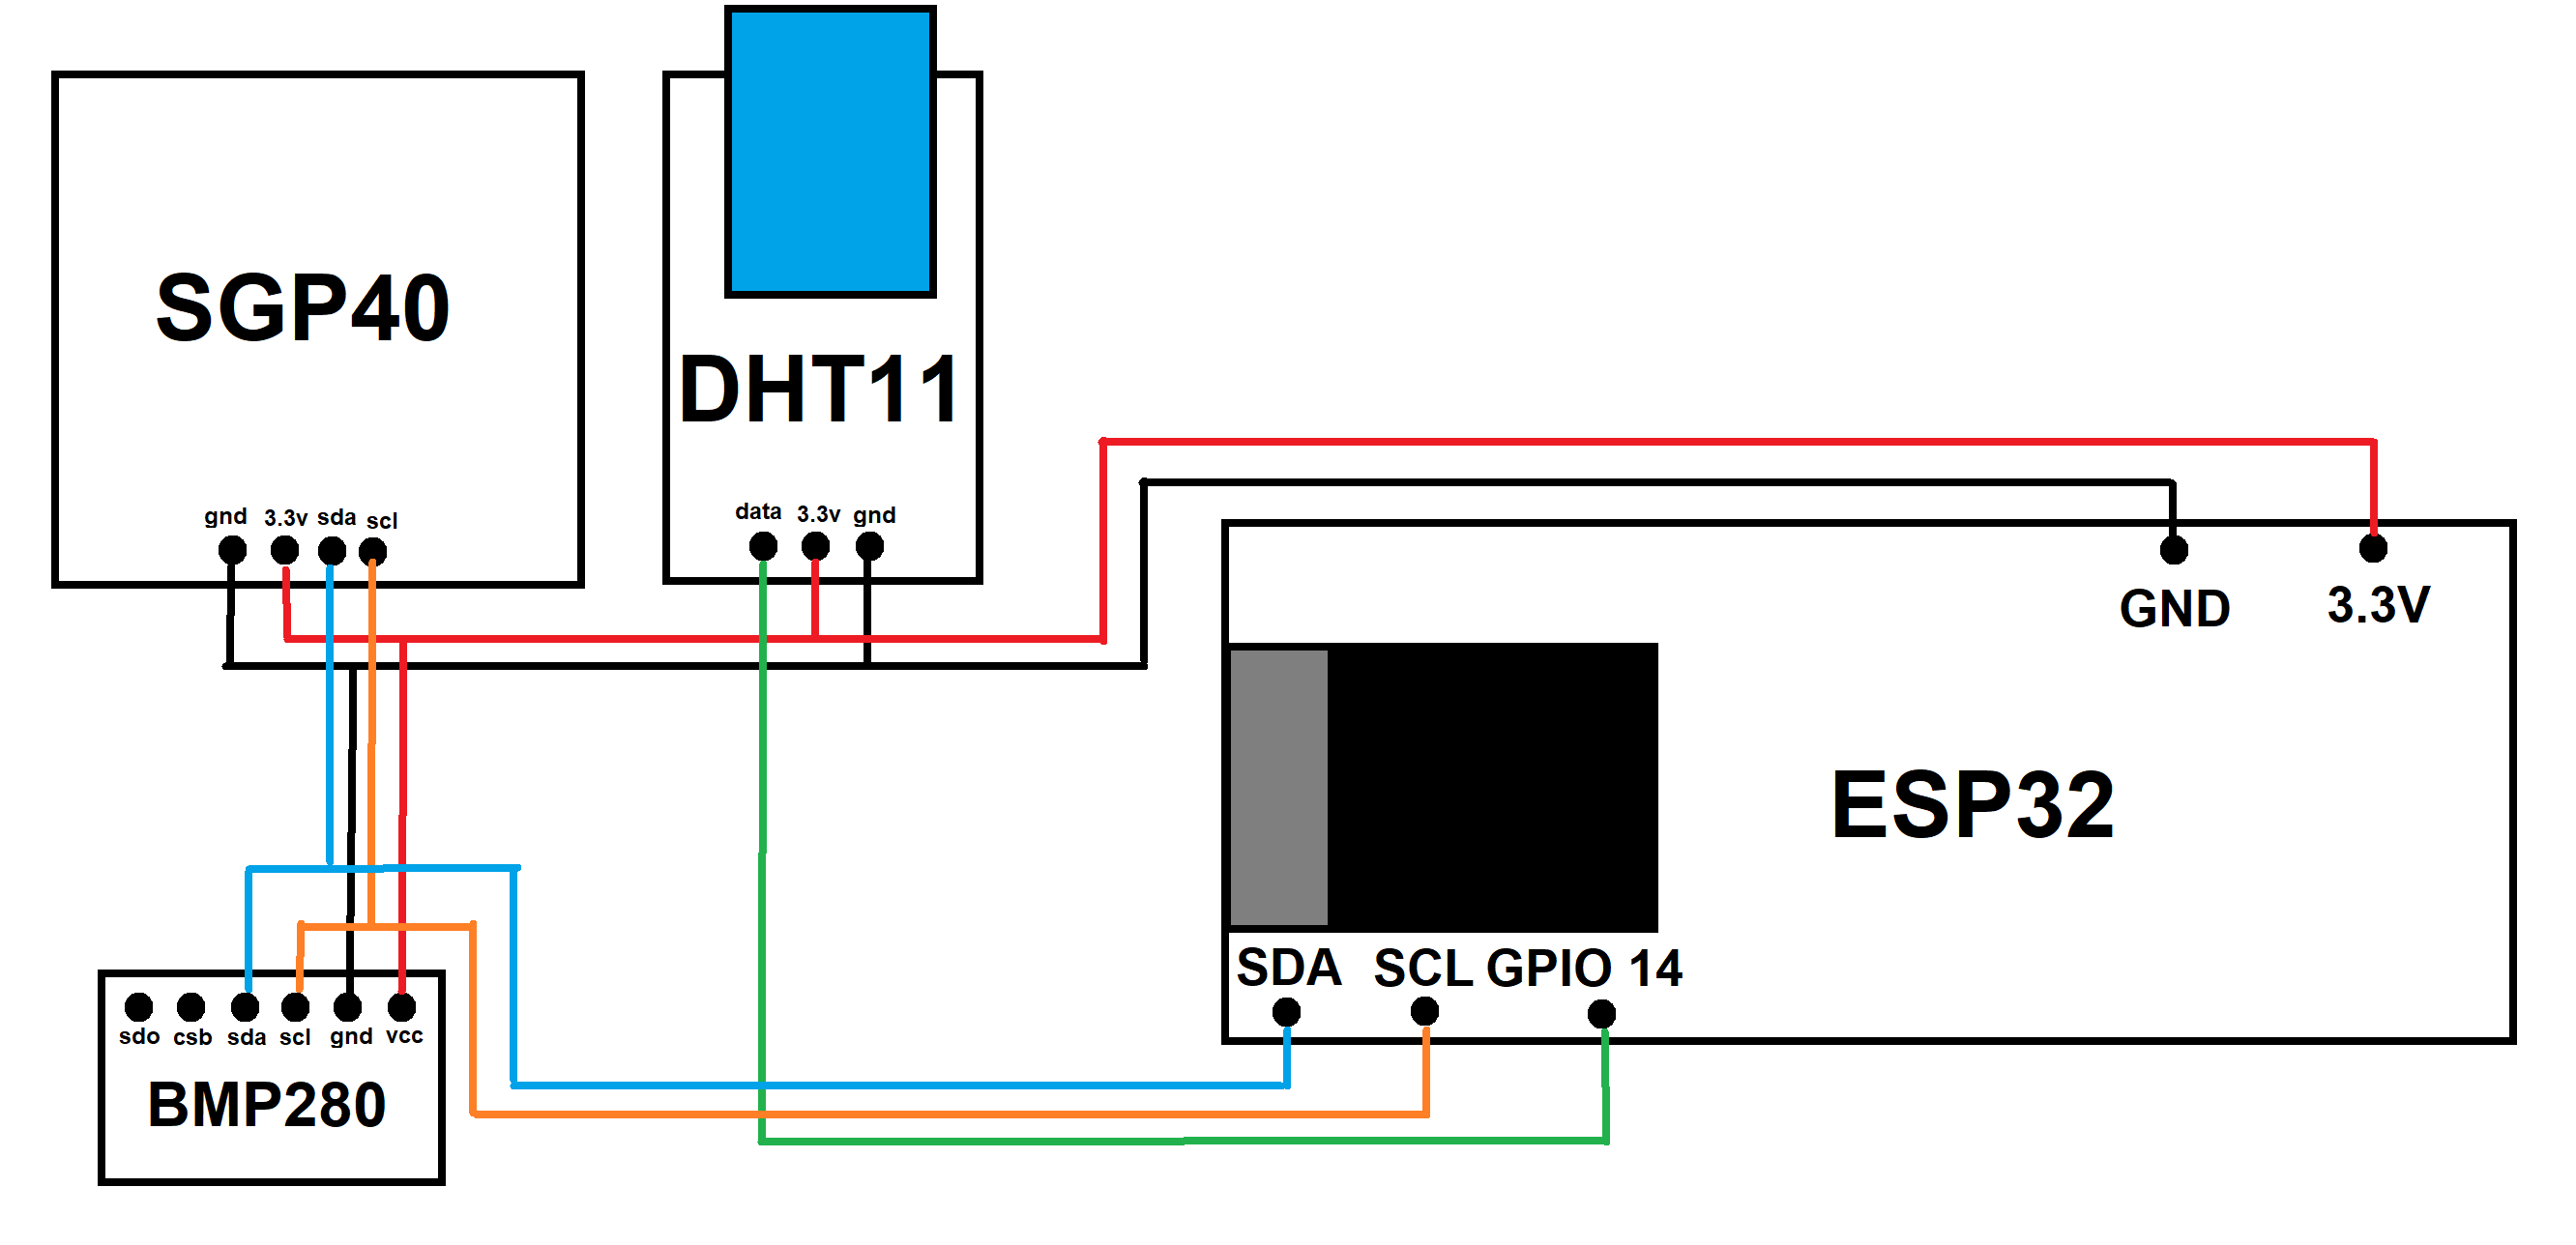 SGP40
gnd 3.3v sda scl
DHT11
data 3.3v gnd
GND 3.3V
ESP32
SDA SCL GPIO 14
sdo csb sda scl gnd vcc
BMP280